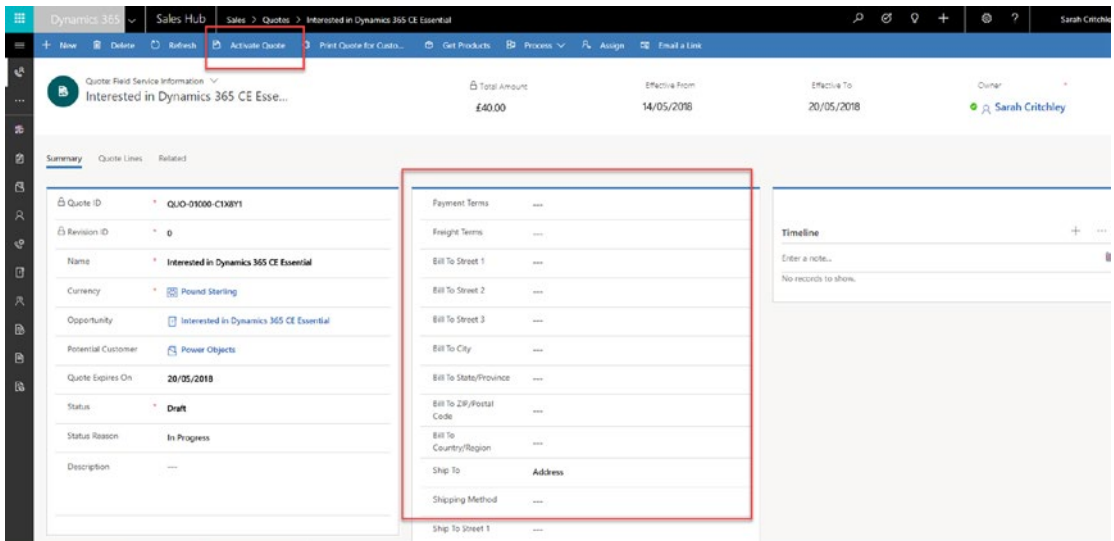 Dynamics 365 Sales Hub Sales > Quotes > Interested in Dynamics 365 CE Essential + ? Sarah Critchle
+ New Delete Refresh Activate Quote Print Quote for Custo... Get Products Process Assign Email a Link
Quote: Field Service Information
Interested in Dynamics 365 CE Esse...
Total Amount
£40.00
Effective From
14/05/2018
Effective To
20/05/2018
Owner *
Sarah Critchley
Summary Quote Lines Related
Quote ID * QUO-01000-C1X8Y1
Revision ID * 0
Name * Interested in Dynamics 365 CE Essential
Currency * Pound Sterling
Opportunity Interested in Dynamics 365 CE Essential
Potential Customer Power Objects
Quote Expires On 20/05/2018
Status * Draft
Status Reason In Progress
Description ---
Payment Terms ---
Freight Terms ---
Bill To Street 1 ---
Bill To Street 2 ---
Bill To Street 3 ---
Bill To City ---
Bill To State/Province ---
Bill To ZIP/Postal
Code ---
Bill To
Country/Region ---
Ship To Address
Shipping Method ---
Ship To Street 1 ---
Timeline + ...
Enter a note...
No records to show.